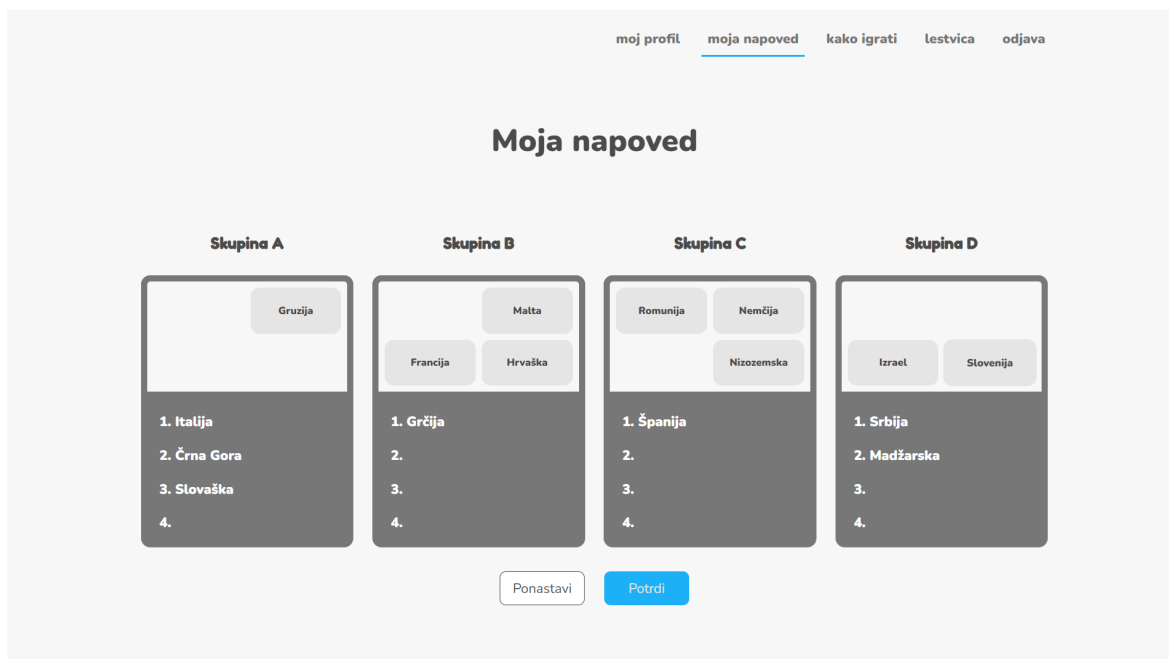 moj profil moja napoved kako igrati lestvica odjava
Moja napoved
Skupina A
Gruzija
1. Italija
2. Črna Gora
3. Slovaška
4.
Skupina B
Malta
Francija Hrvaška
1. Grčija
2.
3.
4.
Skupina C
Romunija Nemčija
Nizozemska
1. Španija
2.
3.
4.
Skupina D
Izrael Slovenija
1. Srbija
2. Madžarska
3.
4.
Ponastavi Potrdi